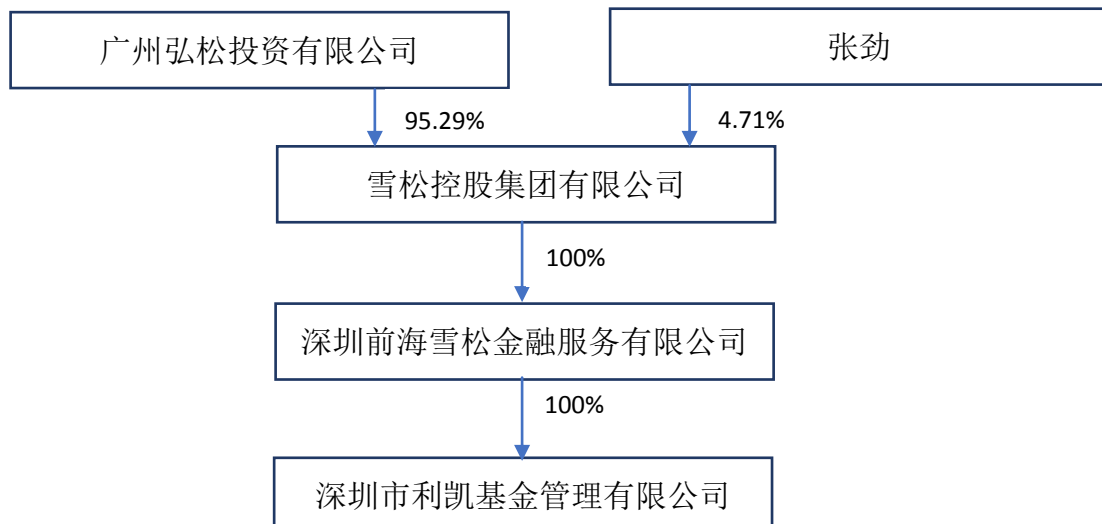 广州弘松投资有限公司
张劲
95.29%
4.71%
雪松控股集团有限公司
100%
深圳前海雪松金融服务有限公司
100%
深圳市利凯基金管理有限公司